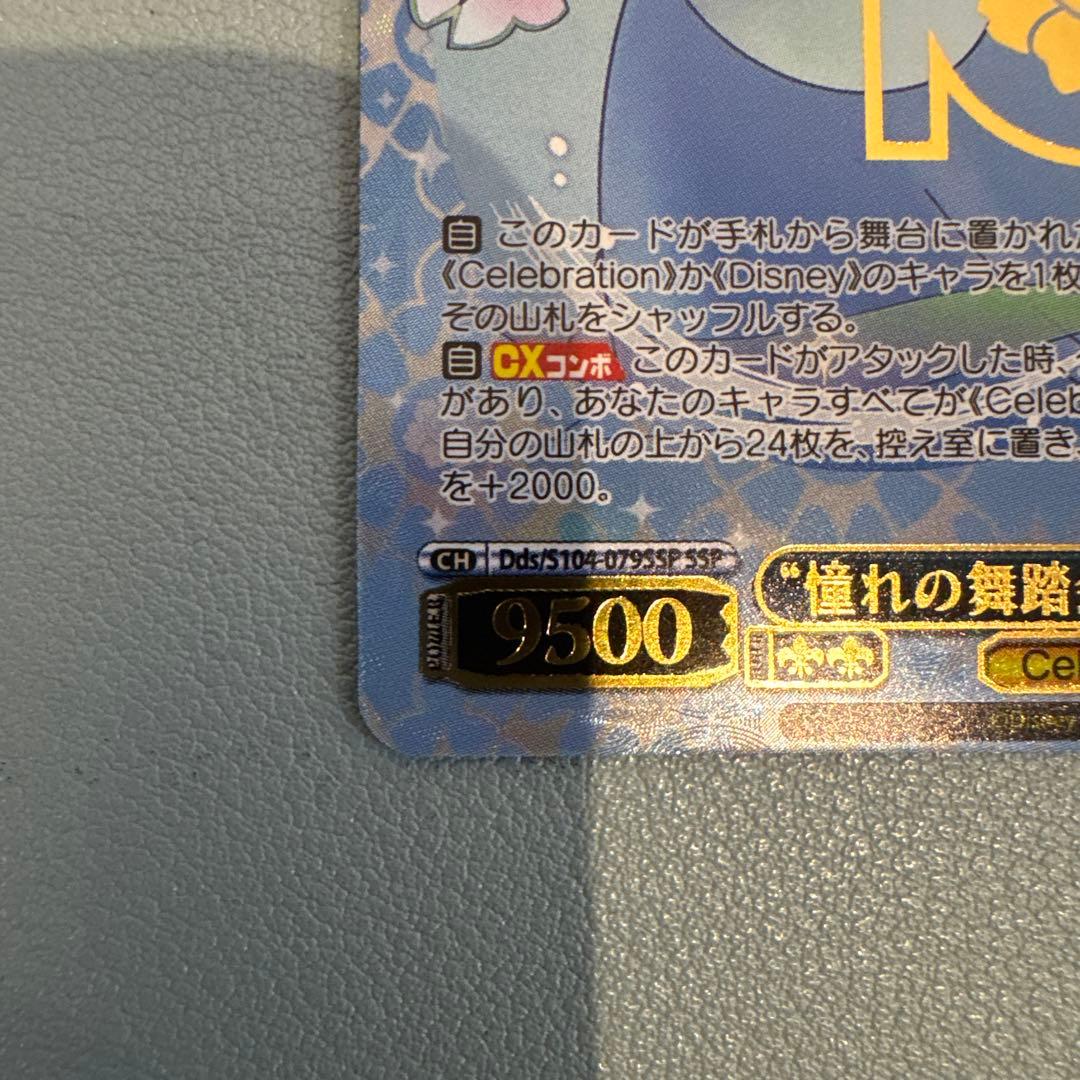 自 このカードが手札から舞台に置かれ
《Celebration》か《Disney》のキャラを1枚
その山札をシャッフルする。
自 CXコンボ このカードがアタックした時、
があり、あなたのキャラすべてが《Celeb
自分の山札の上から24枚を、控え室に置き
を+2000。
CH Dds/S104-079SSP SSP
POWER 9500
“憧れの舞踏
Cel
©Disney